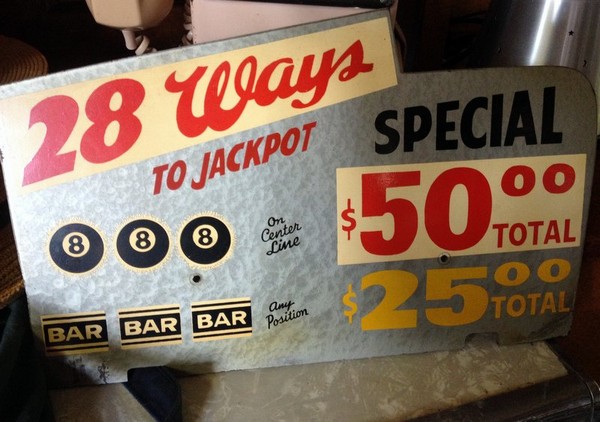 28 Ways
TO JACKPOT
SPECIAL
$50.00 TOTAL
8 8 8
On
Center
Line
BAR BAR BAR
Any
Position
$25.00 TOTAL